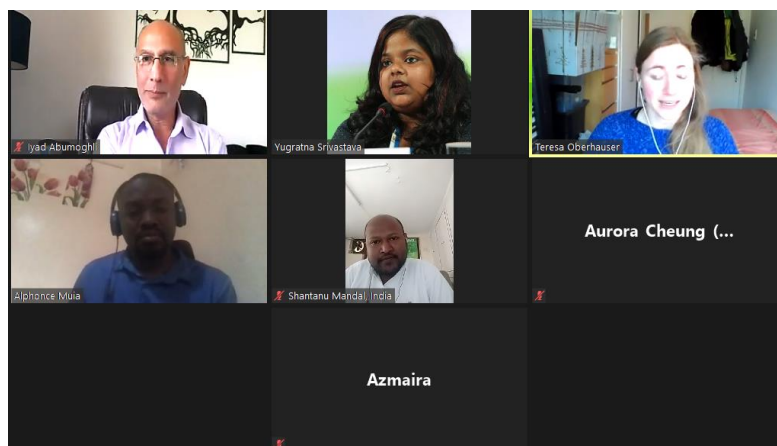 Iyad Abumoghli
Yugratna Srivastava
Teresa Oberhauser
Alphonce Muia
Shantanu Mandal, India
Aurora Cheung (...
Azmaira